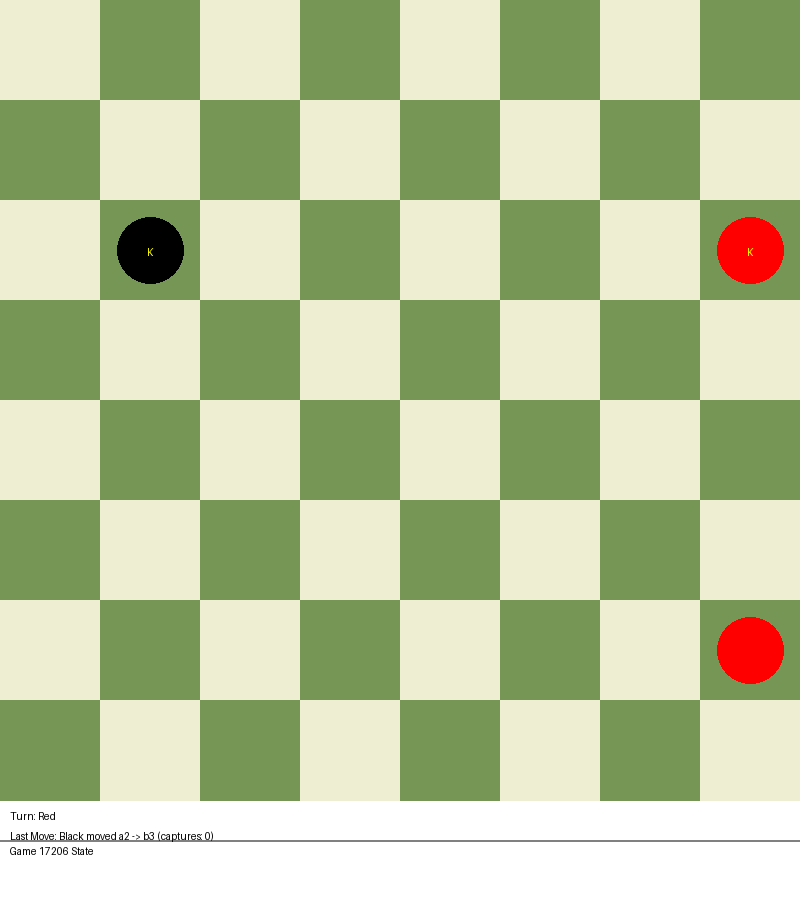 K K
Turn: Red
Last Move: Black moved a2 -> b3 (captures: 0)
Game 17206 State